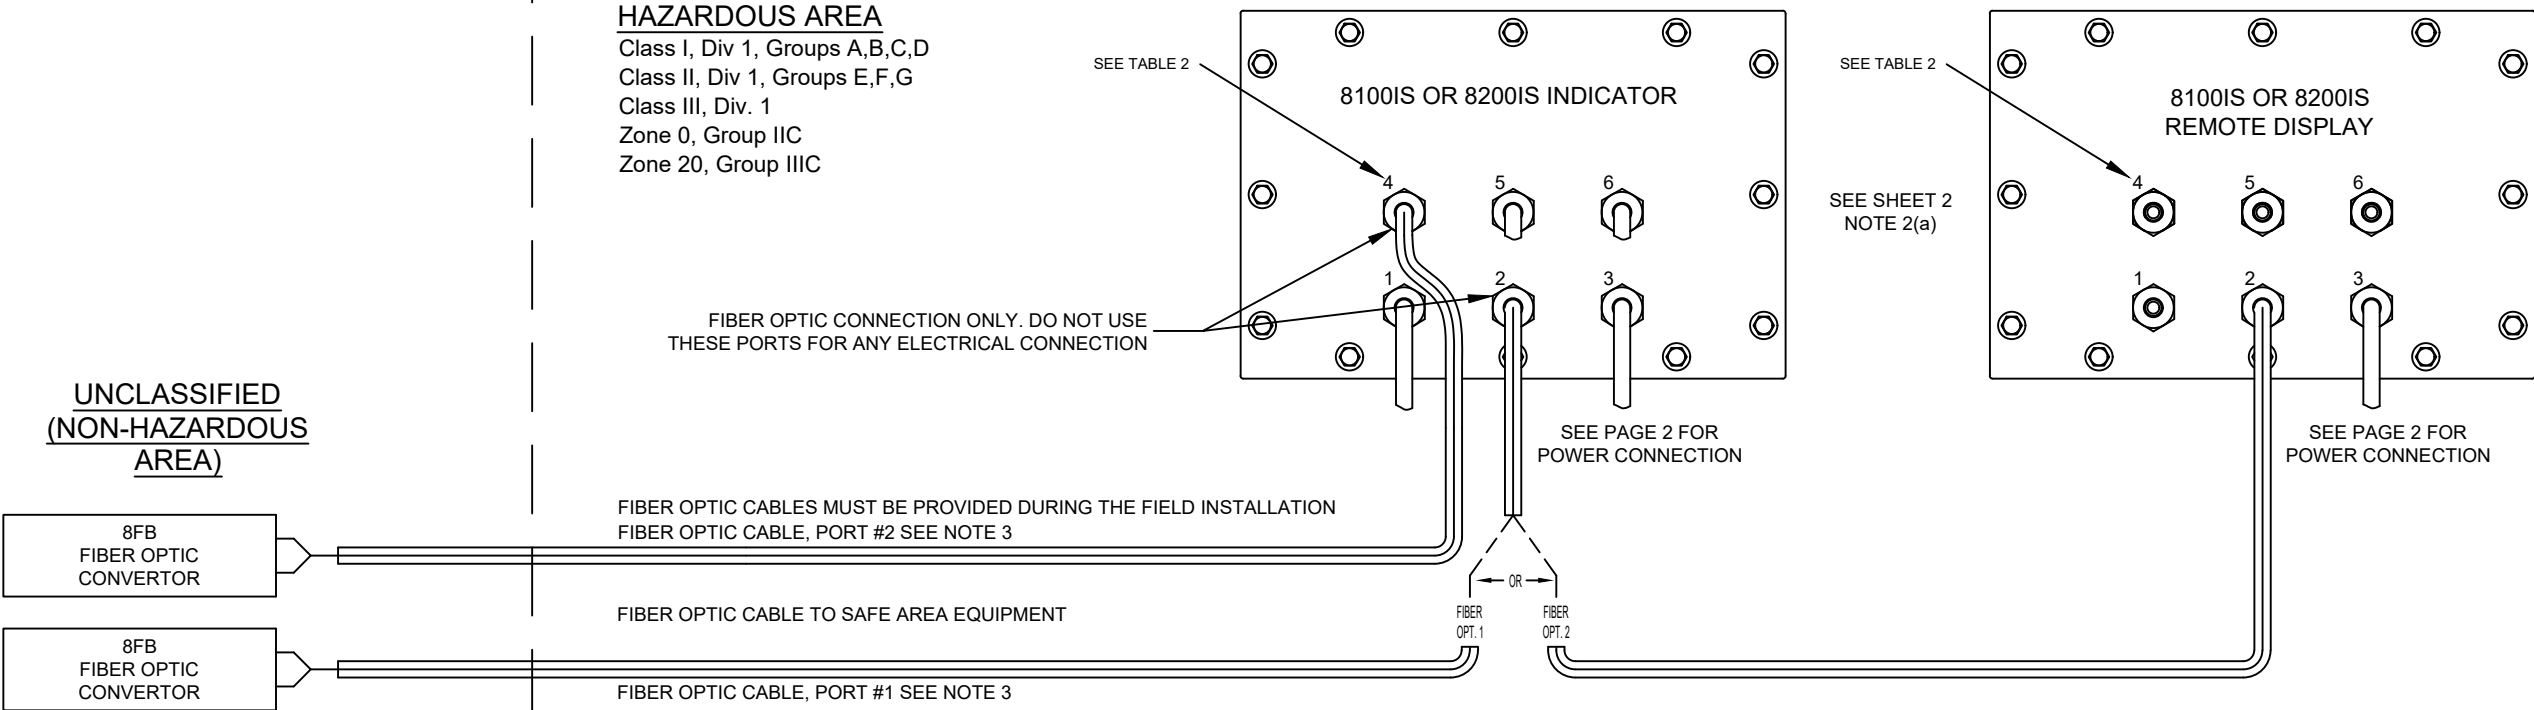 HAZARDOUS AREA
Class I, Div 1, Groups A,B,C,D
Class II, Div 1, Groups E,F,G
Class III, Div. 1
Zone 0, Group IIC
Zone 20, Group IIIC
SEE TABLE 2
8100IS OR 8200IS INDICATOR
4
5
6
1
2
3
FIBER OPTIC CONNECTION ONLY. DO NOT USE
THESE PORTS FOR ANY ELECTRICAL CONNECTION
SEE PAGE 2 FOR
POWER CONNECTION
SEE TABLE 2
8100IS OR 8200IS
REMOTE DISPLAY
SEE SHEET 2
NOTE 2(a)
4
5
6
1
2
3
SEE PAGE 2 FOR
POWER CONNECTION
UNCLASSIFIED
(NON-HAZARDOUS
AREA)
8FB
FIBER OPTIC
CONVERTOR
FIBER OPTIC CABLES MUST BE PROVIDED DURING THE FIELD INSTALLATION
FIBER OPTIC CABLE, PORT #2 SEE NOTE 3
OR
FIBER
OPT. 1
FIBER
OPT. 2
FIBER OPTIC CABLE TO SAFE AREA EQUIPMENT
8FB
FIBER OPTIC
CONVERTOR
FIBER OPTIC CABLE, PORT #1 SEE NOTE 3